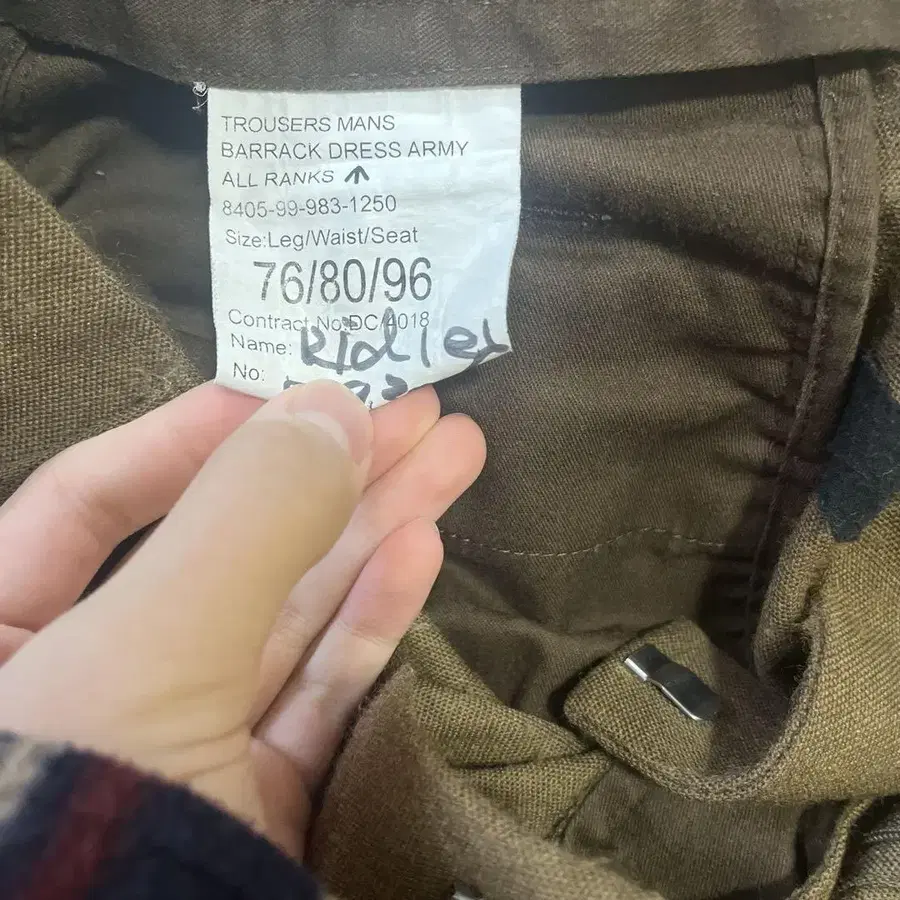 TROUSERS MANS
BARRACK DRESS ARMY
ALL RANKS ↑
8405-99-983-1250
Size:Leg/Waist/Seat
76/80/96
Contract No:DC/4018
Name: Ridley
No: